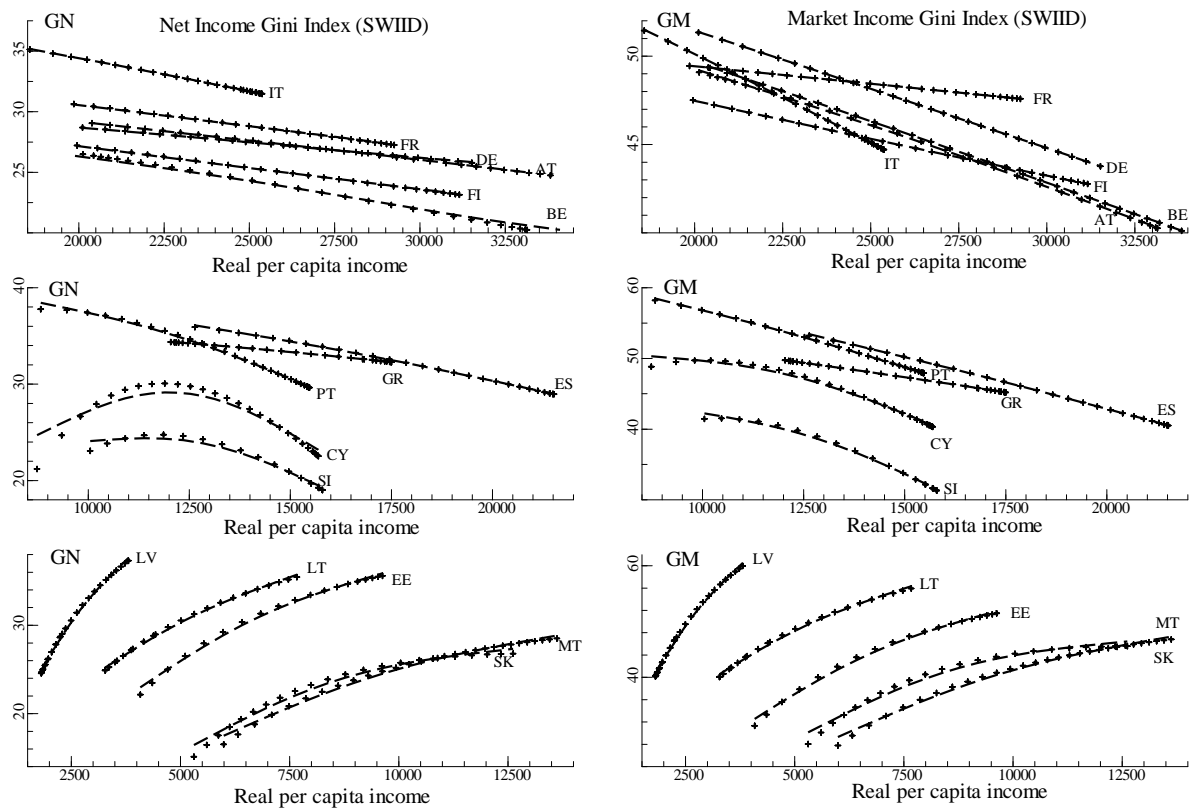 GN Net Income Gini Index (SWIID)
35
30
25
IT
FR
DE
AT
FI
BE
20000 22500 25000 27500 30000 32500
Real per capita income
GM Market Income Gini Index (SWIID)
50
45
FR
DE
IT
FI
AT
BE
20000 22500 25000 27500 30000 32500
Real per capita income
GN
40
30
20
PT
GR
ES
CY
SI
10000 12500 15000 17500 20000
Real per capita income
GM
60
50
40
PT
GR
ES
CY
SI
10000 12500 15000 17500 20000
Real per capita income
GN
36
28
20
LV
LT
EE
MT
SK
2500 5000 7500 10000 12500
Real per capita income
GM
60
40
LV
LT
EE
MT
SK
2500 5000 7500 10000 12500
Real per capita income